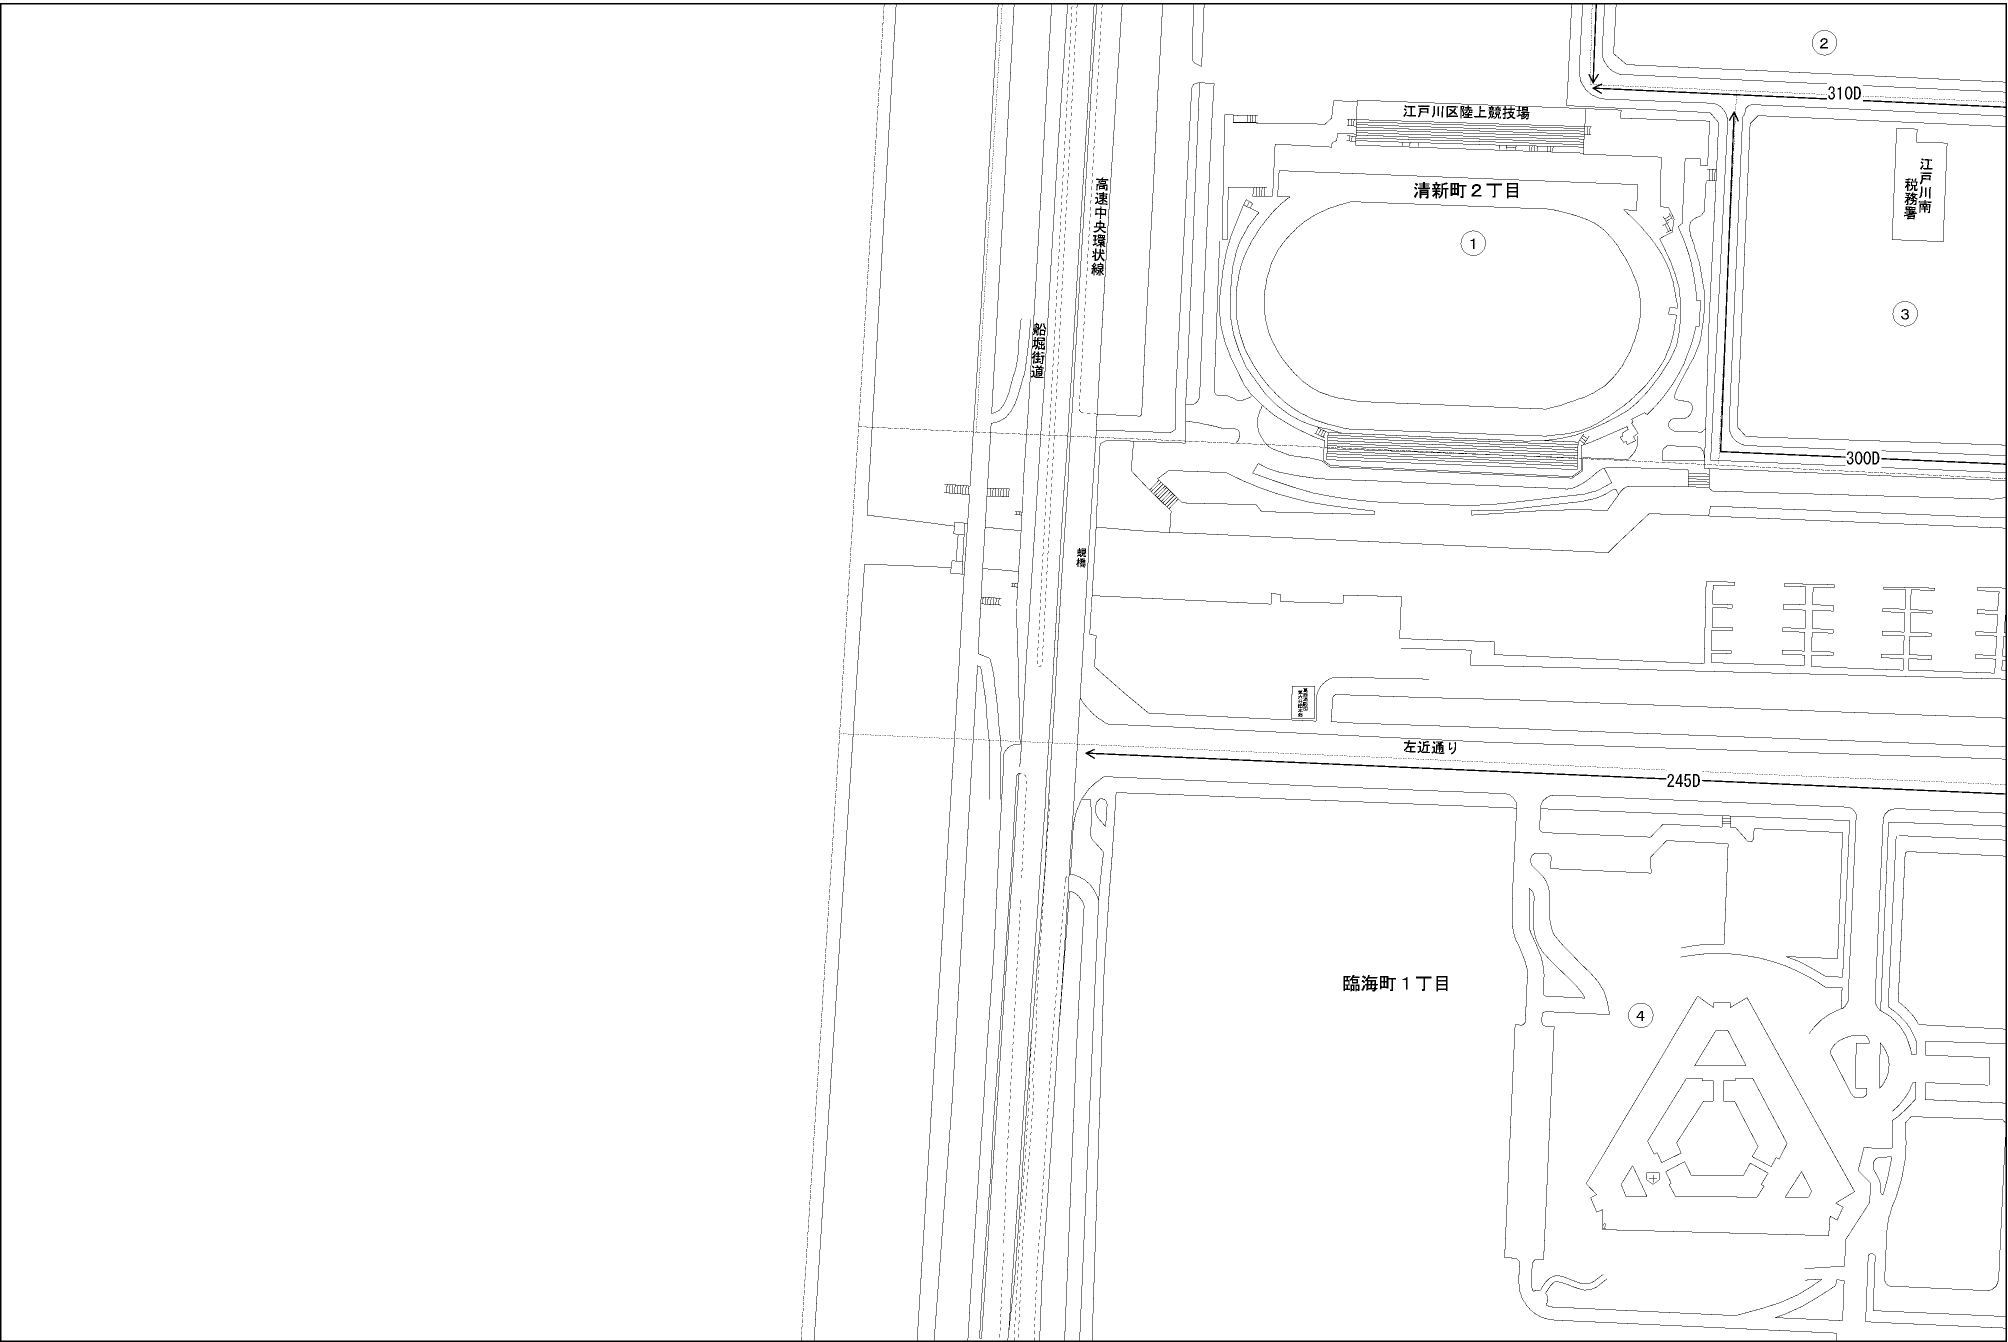 ②
310D
江戸川区陸上競技場
江戸川南
税務署
高速中央環状線
清新町2丁目
①
③
船堀街道
300D
蜆橋
左近通り
245D
臨海町1丁目
④